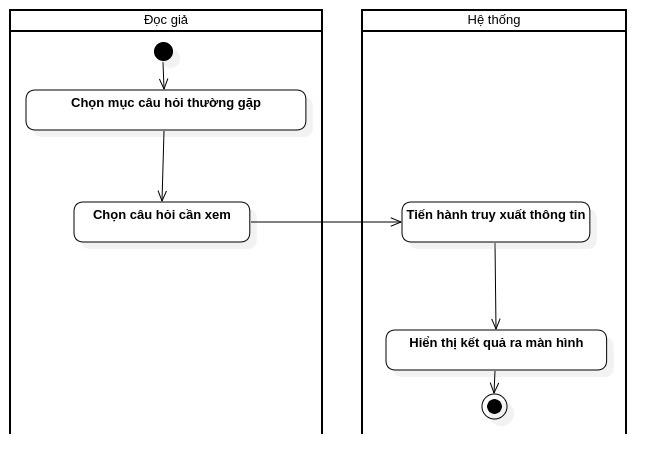 Đọc giả
Hệ thống
Chọn mục câu hỏi thường gặp
Chọn câu hỏi cần xem
Tiến hành truy xuất thông tin
Hiển thị kết quả ra màn hình